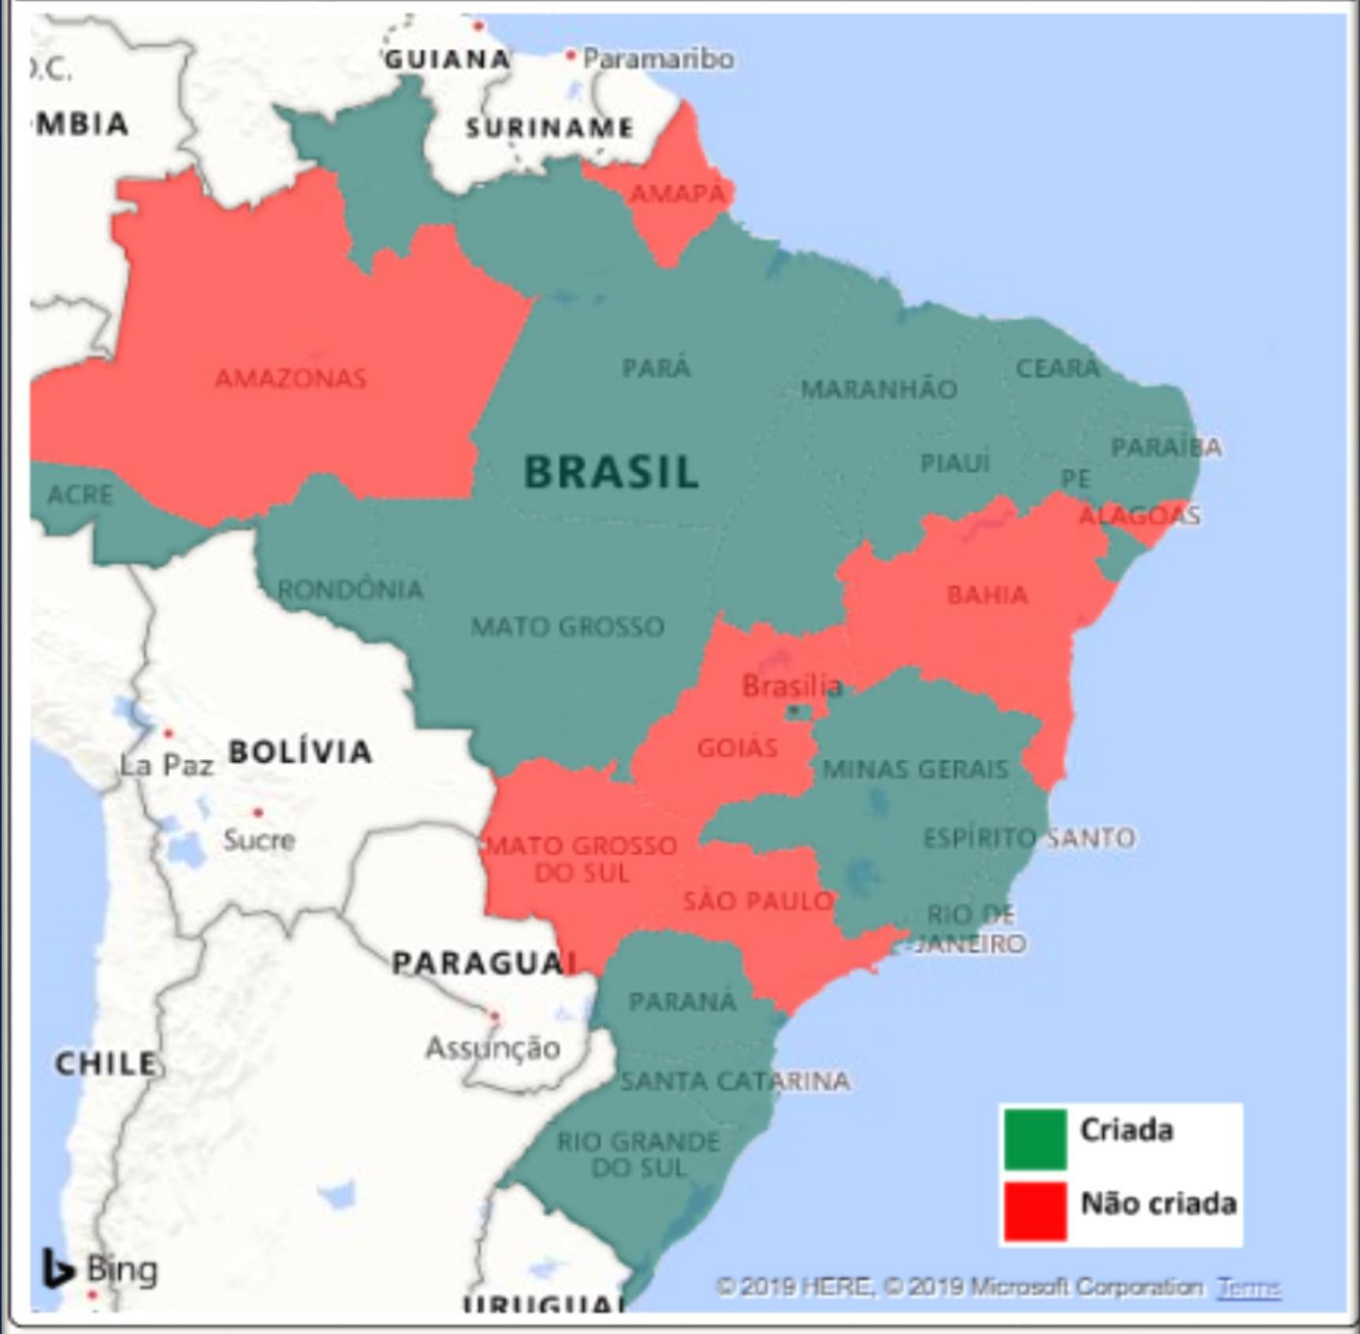 O.C.
GUIANA
Paramaribo
MBIA
SURINAME
AMAPÁ
AMAZONAS
PARÁ
MARANHÃO
CEARÁ
BRASIL
PIAUÍ
PARAÍBA
PE
ACRE
ALAGOAS
RONDÔNIA
MATO GROSSO
BAHIA
Brasília
La Paz
BOLÍVIA
GOIÁS
MINAS GERAIS
Sucre
MATO GROSSO
DO SUL
ESPÍRITO SANTO
SÃO PAULO
RIO DE
JANEIRO
PARAGUAI
PARANÁ
Assunção
CHILE
SANTA CATARINA
RIO GRANDE
DO SUL
Criada
Não criada
Bing
© 2019 HERE, © 2019 Microsoft Corporation Terms
URUGUAI